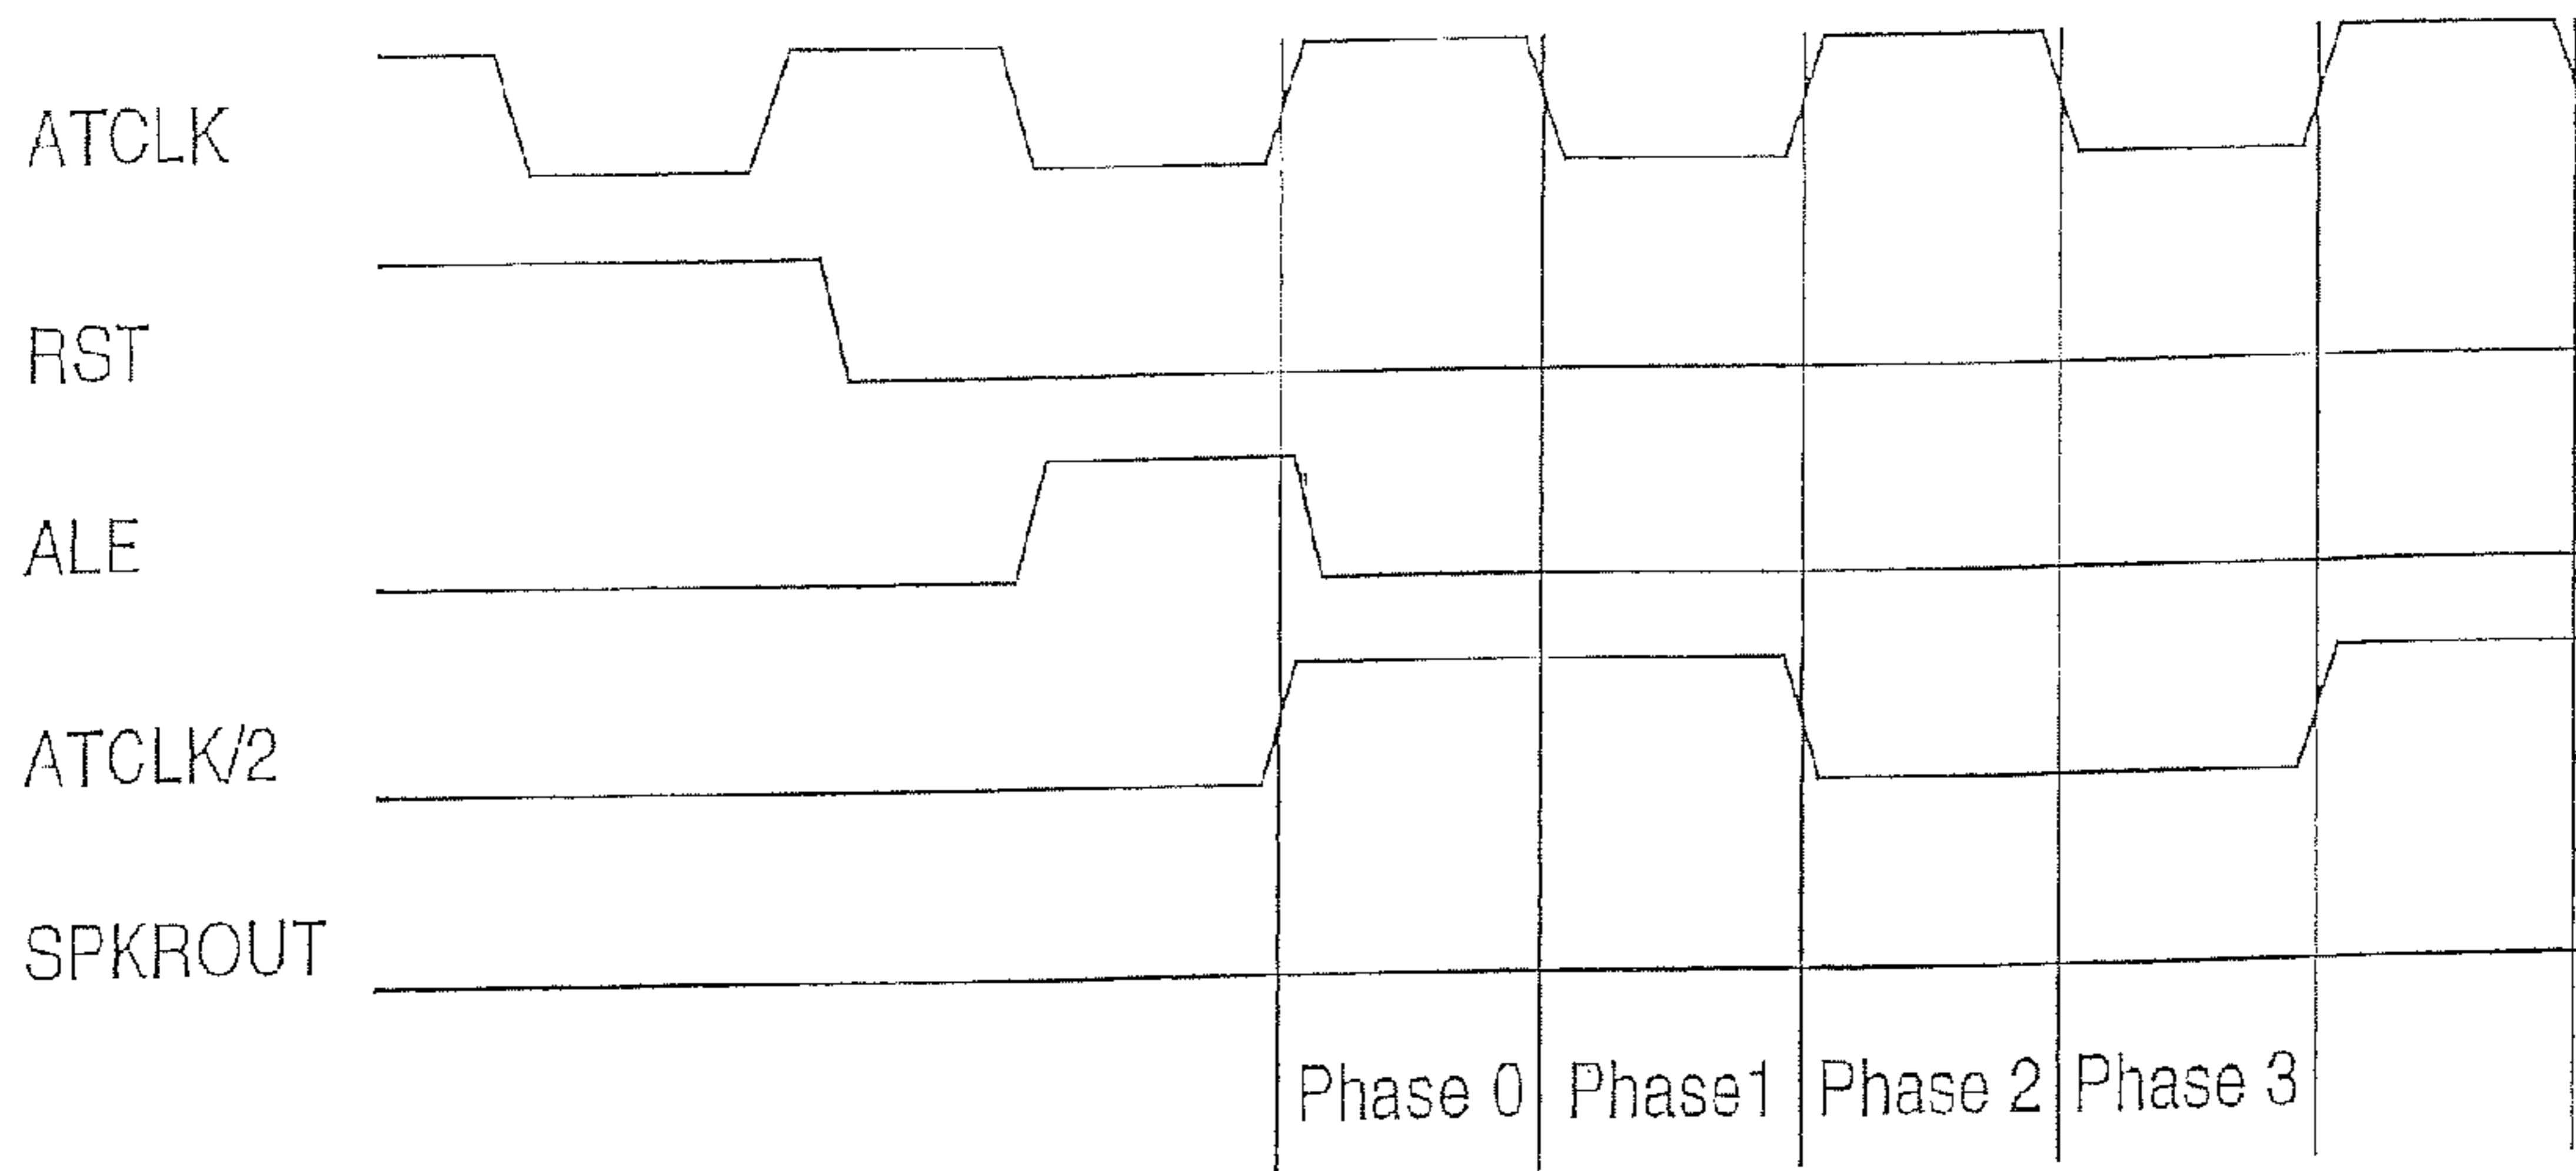 ATCLK
RST
ALE
ATCLK/2
SPKROUT
Phase 0 Phase1 Phase 2 Phase 3